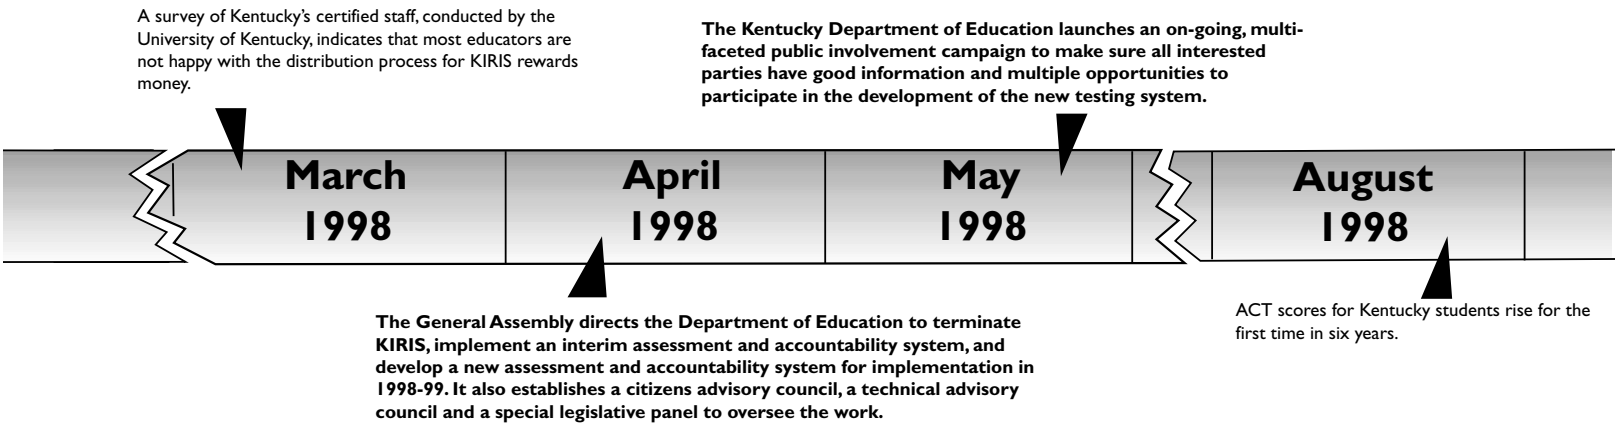 A survey of Kentucky’s certified staff, conducted by the
University of Kentucky, indicates that most educators are
not happy with the distribution process for KIRIS rewards
money.
The Kentucky Department of Education launches an on-going, multi-
faceted public involvement campaign to make sure all interested
parties have good information and multiple opportunities to
participate in the development of the new testing system.
March
1998
April
1998
May
1998
August
1998
The General Assembly directs the Department of Education to terminate
KIRIS, implement an interim assessment and accountability system, and
develop a new assessment and accountability system for implementation in
1998-99. It also establishes a citizens advisory council, a technical advisory
council and a special legislative panel to oversee the work.
ACT scores for Kentucky students rise for the
first time in six years.